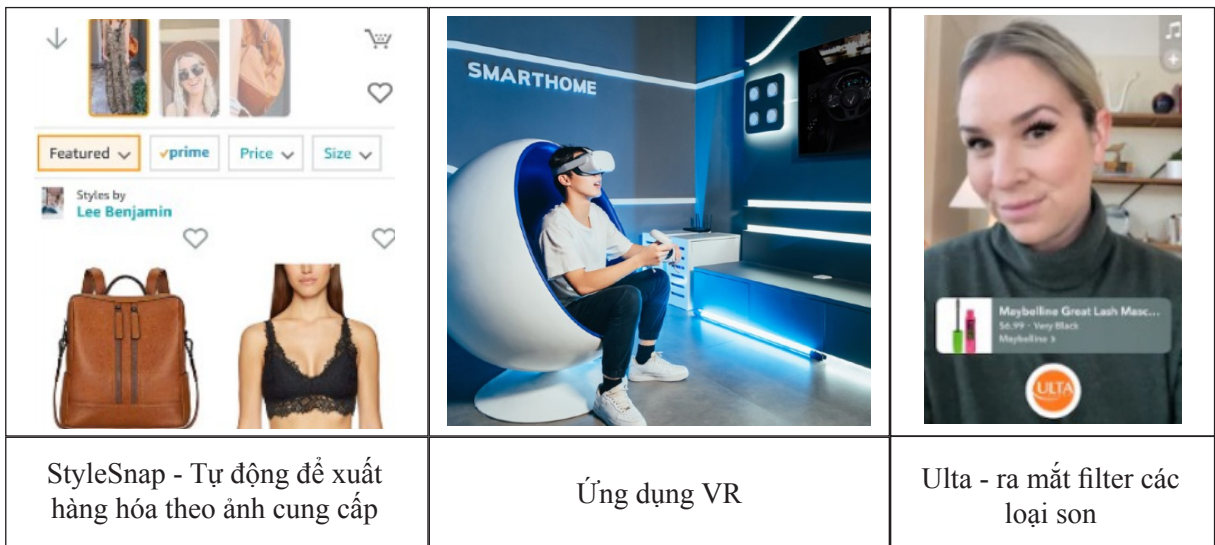 Featured
✓prime
Price
Size
Styles by
Lee Benjamin
SMARTHOME
Maybelline Great Lash Masc...
$6.99 · Very Black
Maybelline >
ULTA
StyleSnap - Tự động để xuất
hàng hóa theo ảnh cung cấp
Ứng dụng VR
Ulta - ra mắt filter các
loại son